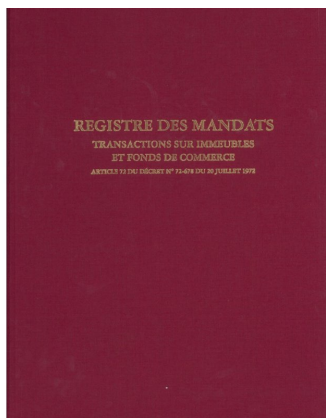 REGISTRE DES MANDATS
TRANSACTIONS SUR IMMEUBLES
ET FONDS DE COMMERCE
ARTICLE 72 DU DÉCRET N° 72-678 DU 20 JUILLET 1972